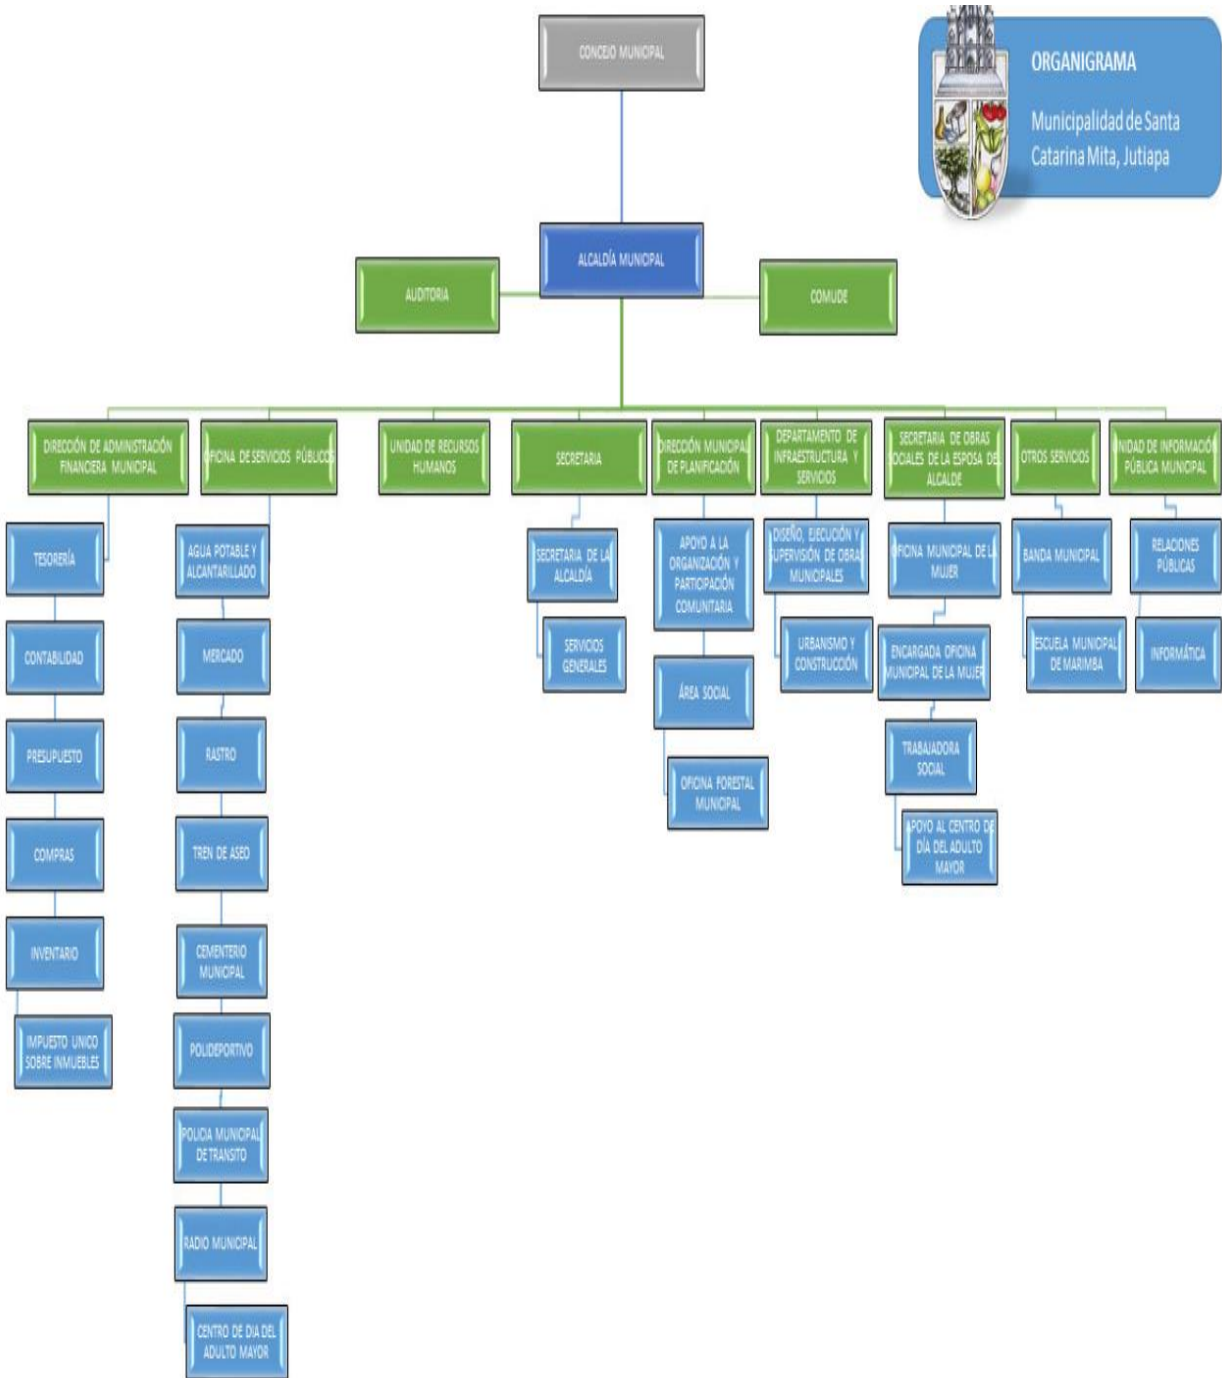 CONCEJO MUNICIPAL
ORGANIGRAMA
Municipalidad de Santa
Catarina Mita, Jutiapa
ALCALDÍA MUNICIPAL
AUDITORIA
COMUDE
DIRECCIÓN DE ADMINISTRACIÓN
FINANCIERA MUNICIPAL
OFICINA DE SERVICIOS PÚBLICOS
UNIDAD DE RECURSOS
HUMANOS
SECRETARIA
DIRECCIÓN MUNICIPAL
DE PLANIFICACIÓN
DEPARTAMENTO DE
INFRAESTRUCTURA Y
SERVICIOS
SECRETARIA DE OBRAS
SOCIALES DE LA ESPOSA DEL
ALCALDE
OTROS SERVICIOS
UNIDAD DE INFORMACIÓN
PÚBLICA MUNICIPAL
TESORERÍA
CONTABILIDAD
PRESUPUESTO
COMPRAS
INVENTARIO
IMPUESTO UNICO
SOBRE INMUEBLES
AGUA POTABLE Y
ALCANTARILLADO
MERCADO
RASTRO
TREN DE ASEO
CEMENTERIO
MUNICIPAL
POLIDEPORTIVO
POLICIA MUNICIPAL
DE TRANSITO
RADIO MUNICIPAL
CENTRO DE DIA DEL
ADULTO MAYOR
SECRETARIA DE LA
ALCALDÍA
SERVICIOS
GENERALES
APOYO A LA
ORGANIZACIÓN Y
PARTICIPACIÓN
COMUNITARIA
ÁREA SOCIAL
OFICINA FORESTAL
MUNICIPAL
DISEÑO, EJECUCIÓN Y
SUPERVISIÓN DE OBRAS
MUNICIPALES
URBANISMO Y
CONSTRUCCIÓN
OFICINA MUNICIPAL DE LA
MUJER
ENCARGADA OFICINA
MUNICIPAL DE LA MUJER
TRABAJADORA
SOCIAL
APOYO AL CENTRO DE
DÍA DEL ADULTO
MAYOR
BANDA MUNICIPAL
ESCUELA MUNICIPAL
DE MARIMBA
RELACIONES
PÚBLICAS
INFORMÁTICA